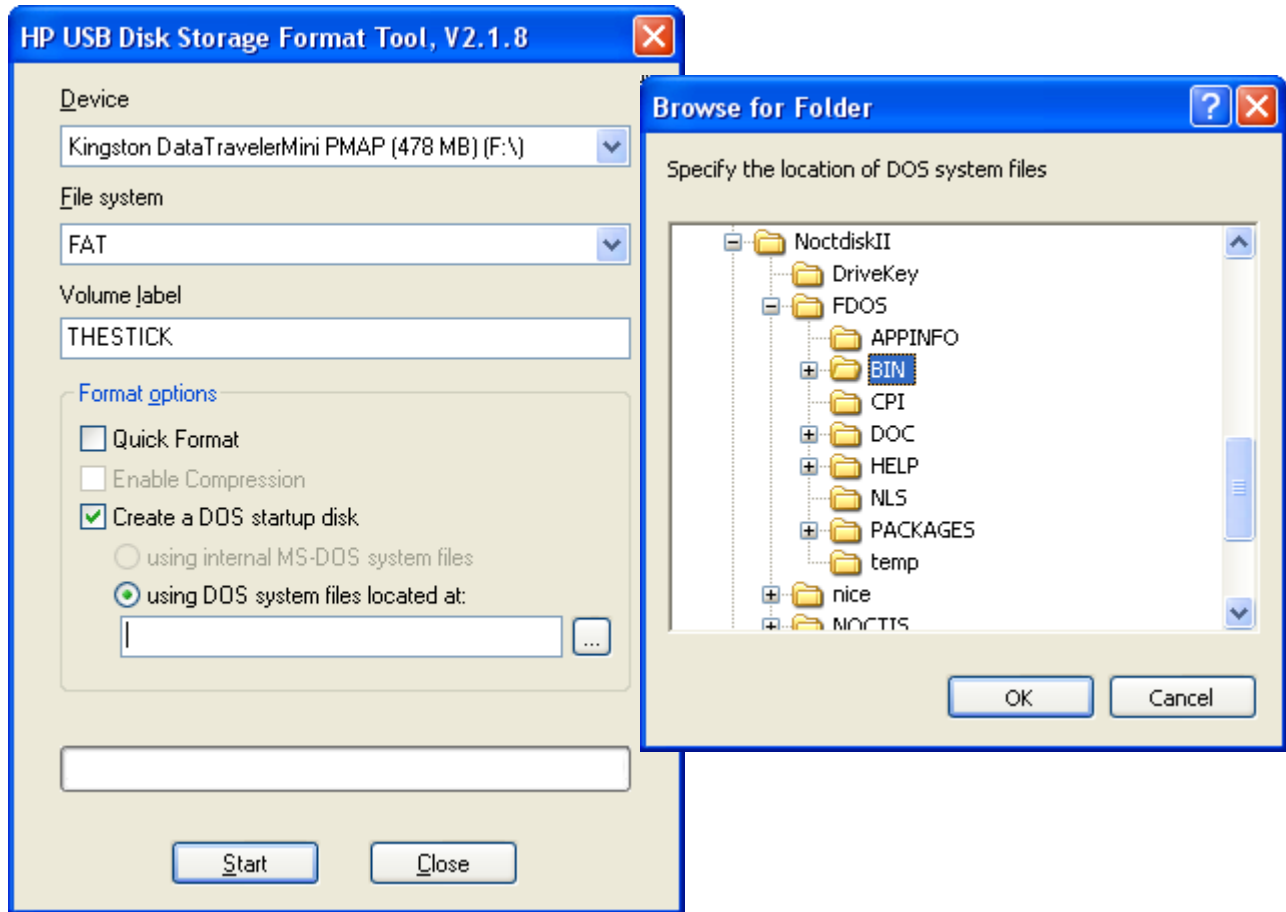 HP USB Disk Storage Format Tool, V2.1.8
Device
Kingston DataTravelerMini PMAP (478 MB) (F:\)
File system
FAT
Volume label
THESTICK
Format options
Quick Format
Enable Compression
Create a DOS startup disk
using internal MS-DOS system files
using DOS system files located at:
...
Start Close
Browse for Folder
Specify the location of DOS system files
NoctdiskII
DriveKey
FDOS
APPINFO
BIN
CPI
DOC
HELP
NLS
PACKAGES
temp
nice
NOCTIS
OK Cancel